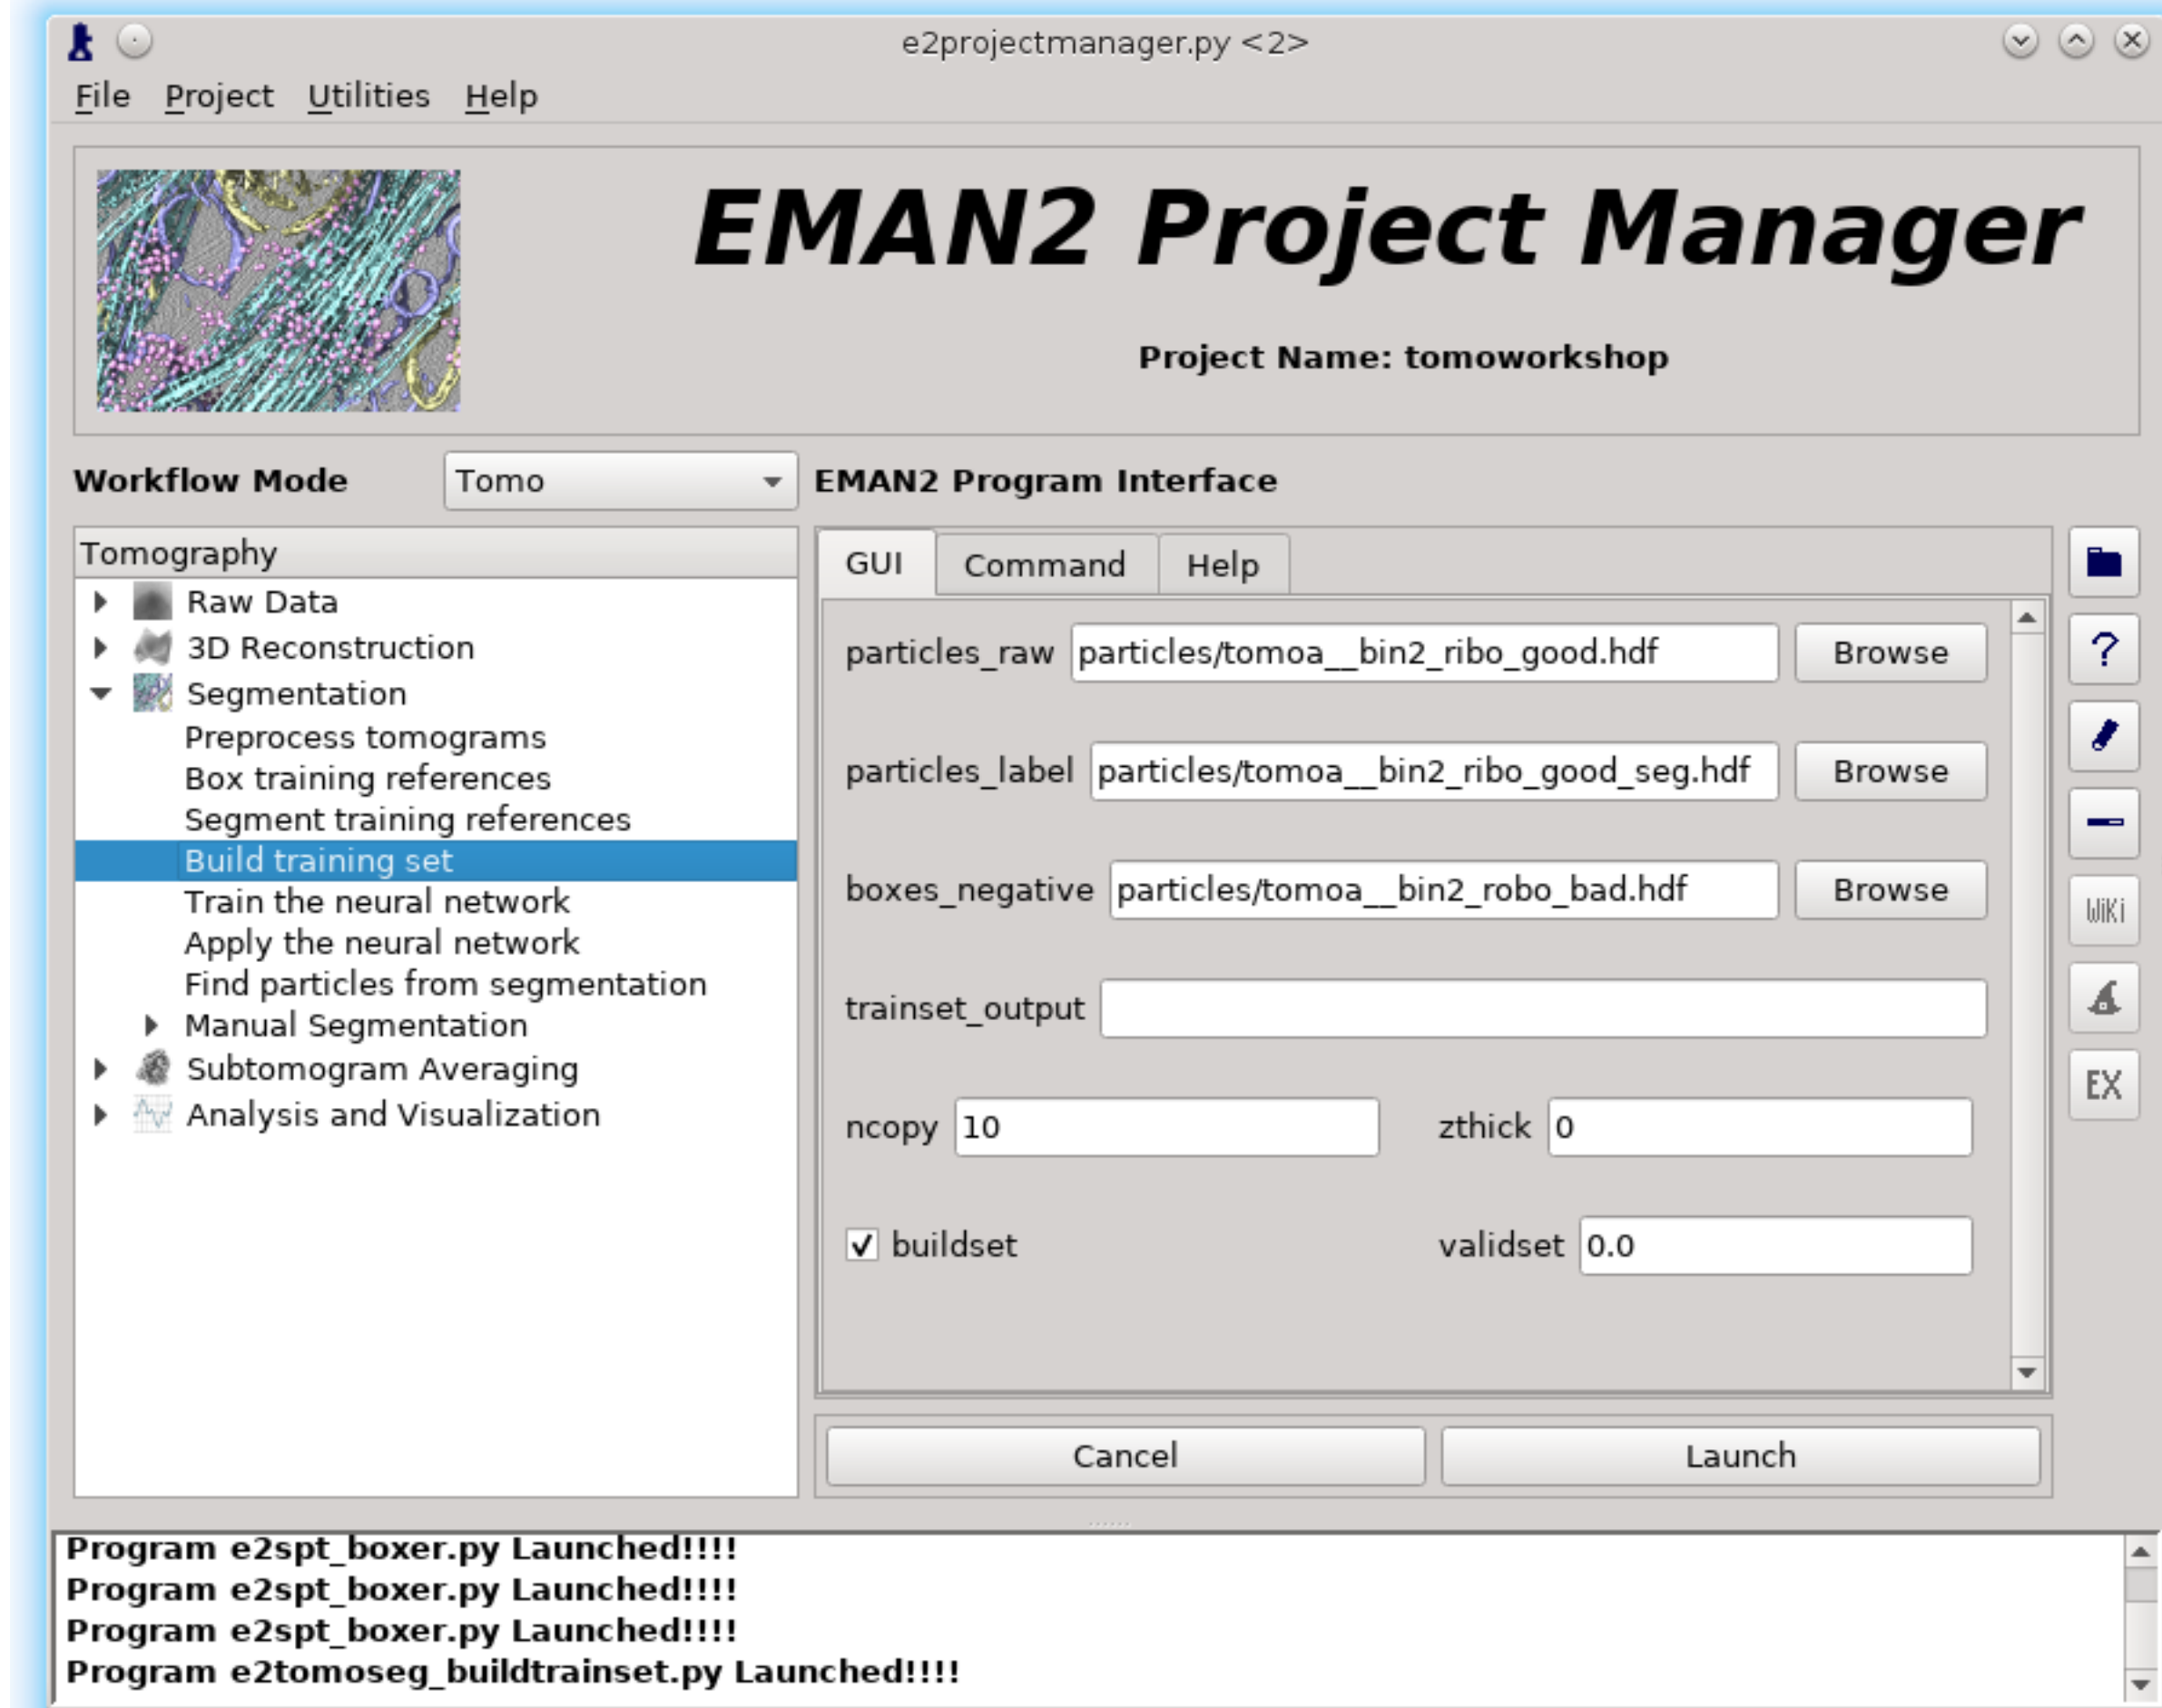 e2projectmanager.py <2>
File Project Utilities Help
EMAN2 Project Manager
Project Name: tomoworkshop
Workflow Mode Tomo EMAN2 Program Interface
Tomography
Raw Data
3D Reconstruction
Segmentation
Preprocess tomograms
Box training references
Segment training references
Build training set
Train the neural network
Apply the neural network
Find particles from segmentation
Manual Segmentation
Subtomogram Averaging
Analysis and Visualization
GUI Command Help
particles_raw particles/tomoa__bin2_ribo_good.hdf Browse
particles_label particles/tomoa__bin2_ribo_good_seg.hdf Browse
boxes_negative particles/tomoa__bin2_robo_bad.hdf Browse
trainset_output
ncopy 10 zthick 0
buildset validset 0.0
Cancel Launch
?
WiKi
EX
Program e2spt_boxer.py Launched!!!!
Program e2spt_boxer.py Launched!!!!
Program e2spt_boxer.py Launched!!!!
Program e2tomoseg_buildtrainset.py Launched!!!!